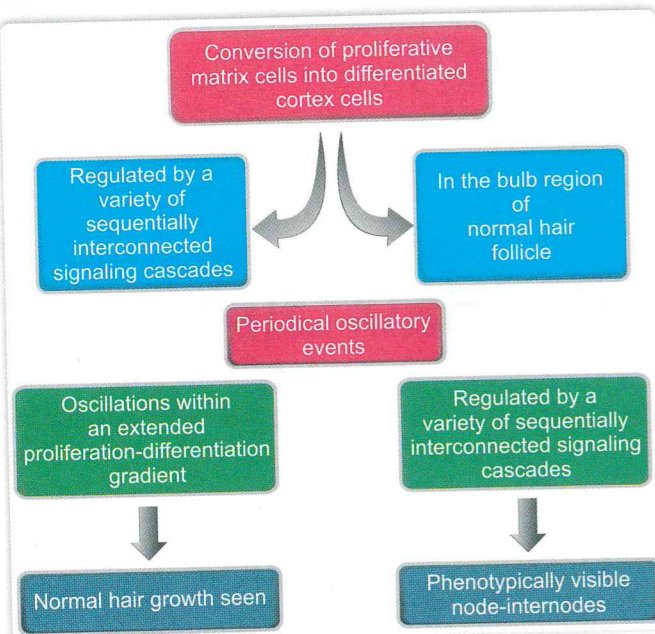 Conversion of proliferative
matrix cells into differentiated
cortex cells
Regulated by a
variety of
sequentially
interconnected
signaling cascades
In the bulb region
of
normal hair
follicle
Periodical oscillatory
events
Oscillations within
an extended
proliferation-differentiation
gradient
Regulated by a
variety of sequentially
interconnected signaling
cascades
Normal hair growth seen
Phenotypically visible
node-internodes